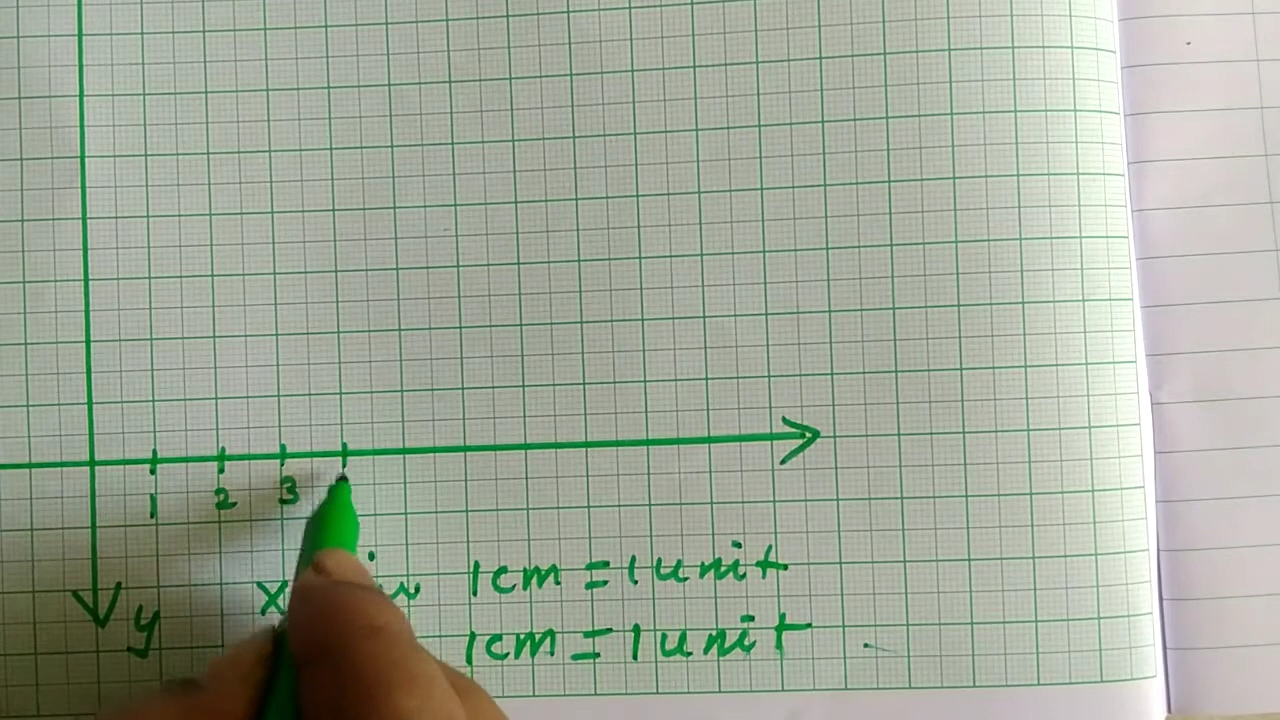 1 2 3
1cm = 1unit
y 1cm = 1unit